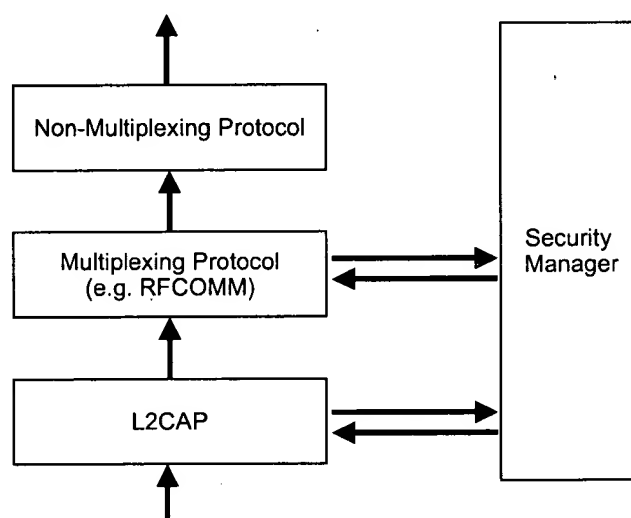 Non-Multiplexing Protocol
Multiplexing Protocol
(e.g. RFCOMM)
Security
Manager
L2CAP